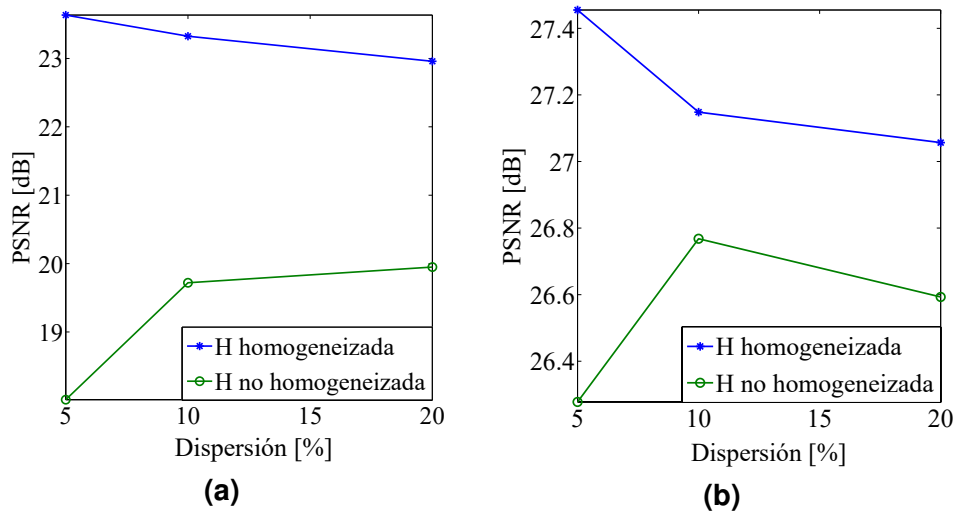 23
22
21
20
19
PSNR [dB]
5
10
15
20
Dispersión [%]
H homogeneizada
H no homogeneizada
(a)
27.4
27.2
27
26.8
26.6
26.4
PSNR [dB]
5
10
15
20
Dispersión [%]
H homogeneizada
H no homogeneizada
(b)